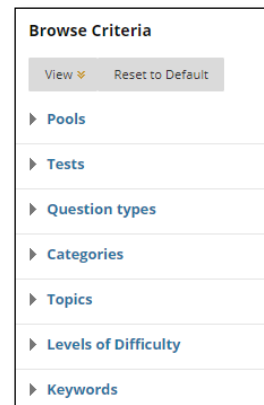 Browse Criteria
View Reset to Default
Pools
Tests
Question types
Categories
Topics
Levels of Difficulty
Keywords